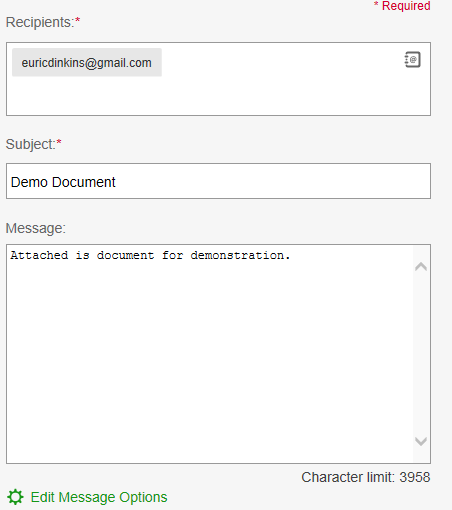 * Required
Recipients:*
euricdinkins@gmail.com
Subject:*
Demo Document
Message:
Attached is document for demonstration.
Character limit: 3958
Edit Message Options